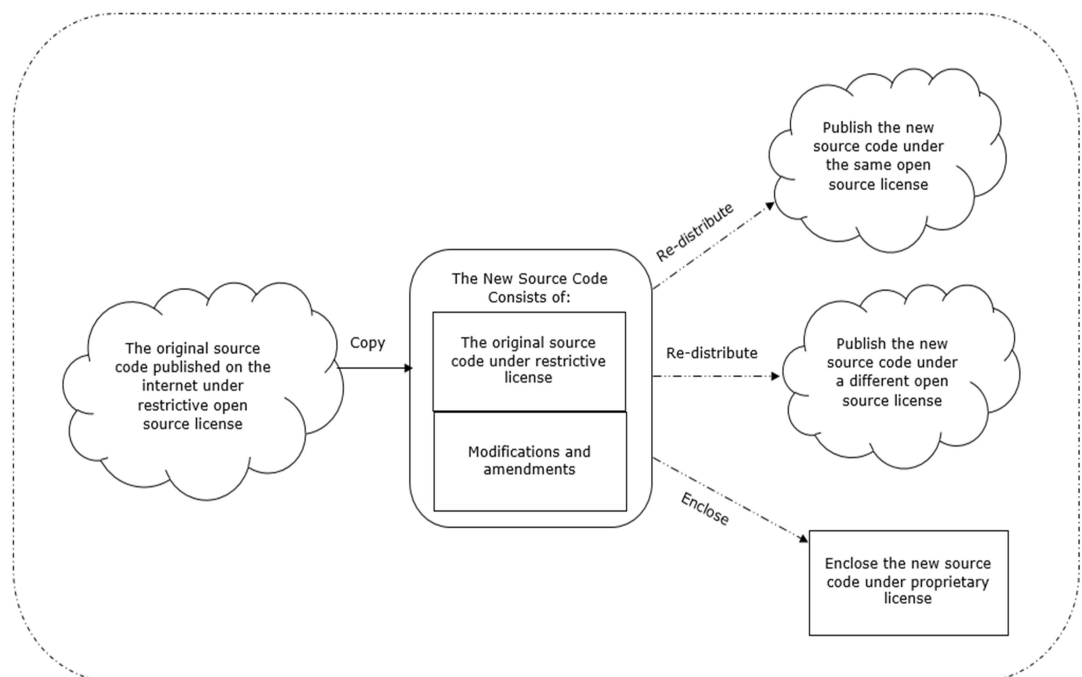 The original source
code published on the
internet under
restrictive open
source license
Copy
The New Source Code
Consists of:
The original source
code under restrictive
license
Modifications and
amendments
Re-distribute
Publish the new
source code under
the same open
source license
Re-distribute
Publish the new
source code under
a different open
source license
Enclose
Enclose the new source
code under proprietary
license